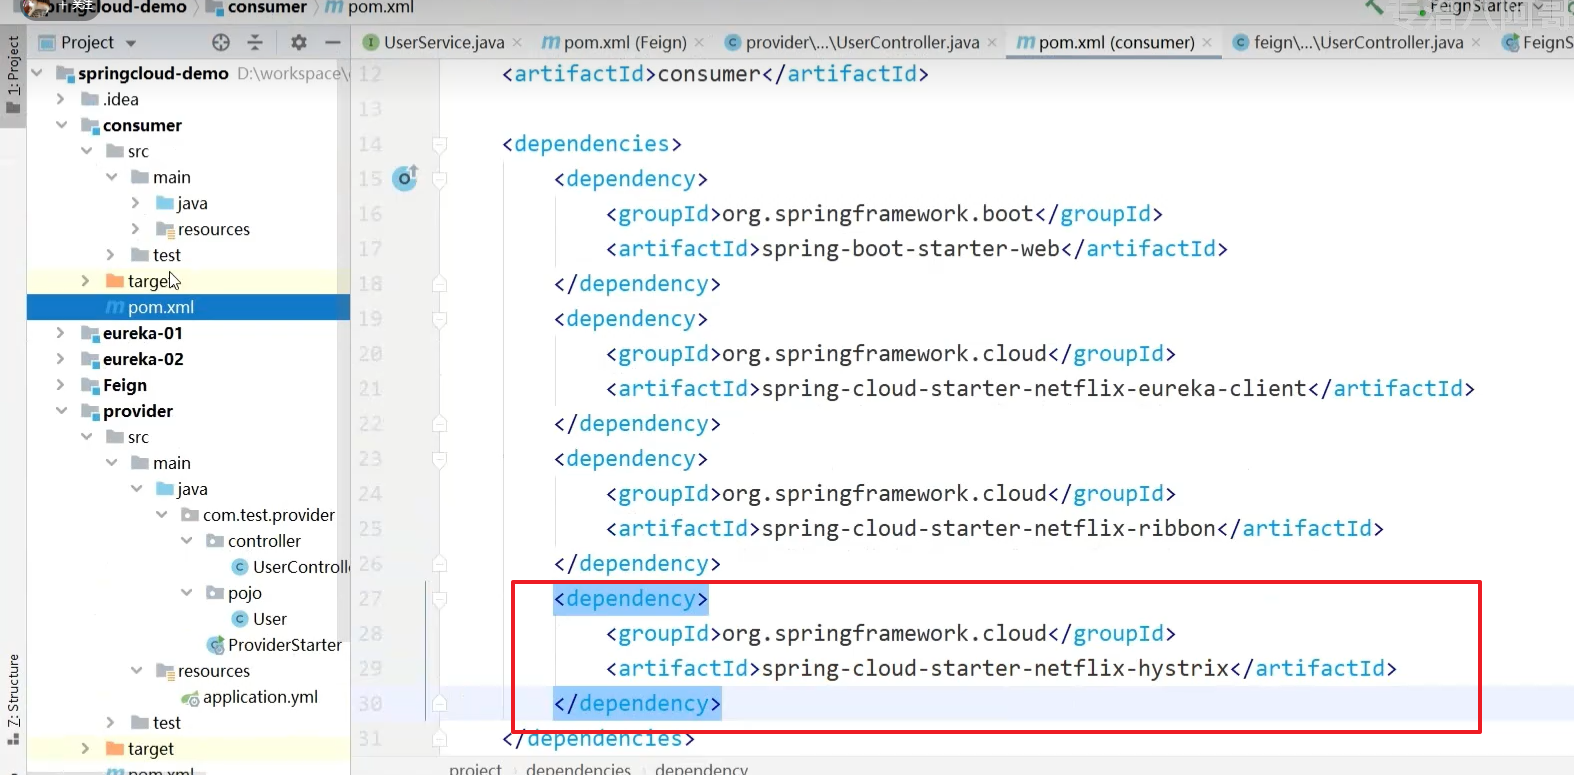 springcloud-demo consumer pom.xml FeignStarter
Project
UserService.java pom.xml (Feign) provider\...\UserController.java pom.xml (consumer) feign\...\UserController.java FeignS
1: Project
springcloud-demo D:\workspace\
.idea
consumer
src
main
java
resources
test
target
pom.xml
eureka-01
eureka-02
Feign
provider
src
main
java
com.test.provider
controller
UserControll
pojo
User
ProviderStarter
resources
application.yml
test
target
pom.xml
7: Structure
12 <artifactId>consumer</artifactId>
13
14 <dependencies>
15 <dependency>
16 <groupId>org.springframework.boot</groupId>
17 <artifactId>spring-boot-starter-web</artifactId>
18 </dependency>
19 <dependency>
20 <groupId>org.springframework.cloud</groupId>
21 <artifactId>spring-cloud-starter-netflix-eureka-client</artifactId>
22 </dependency>
23 <dependency>
24 <groupId>org.springframework.cloud</groupId>
25 <artifactId>spring-cloud-starter-netflix-ribbon</artifactId>
26 </dependency>
27 <dependency>
28 <groupId>org.springframework.cloud</groupId>
29 <artifactId>spring-cloud-starter-netflix-hystrix</artifactId>
30 </dependency>
31 </dependencies>
project dependencies dependency